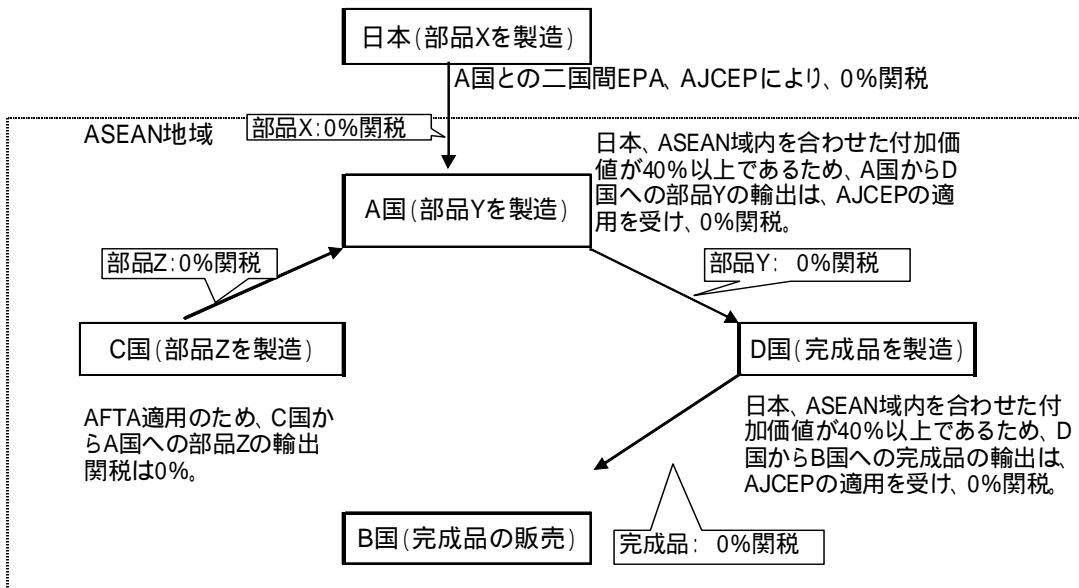 日本(部品Xを製造)
A国との二国間EPA、AJCEPにより、0%関税
ASEAN地域
部品X:0%関税
日本、ASEAN域内を合わせた付加価
値が40%以上であるため、A国からD
国への部品Yの輸出は、AJCEPの適
用を受け、0%関税。
A国(部品Yを製造)
部品Z:0%関税
部品Y: 0%関税
C国(部品Zを製造)
D国(完成品を製造)
AFTA適用のため、C国か
らA国への部品Zの輸出
関税は0%。
日本、ASEAN域内を合わせた付
加価値が40%以上であるため、D
国からB国への完成品の輸出は、
AJCEPの適用を受け、0%関税。
B国(完成品の販売)
完成品: 0%関税